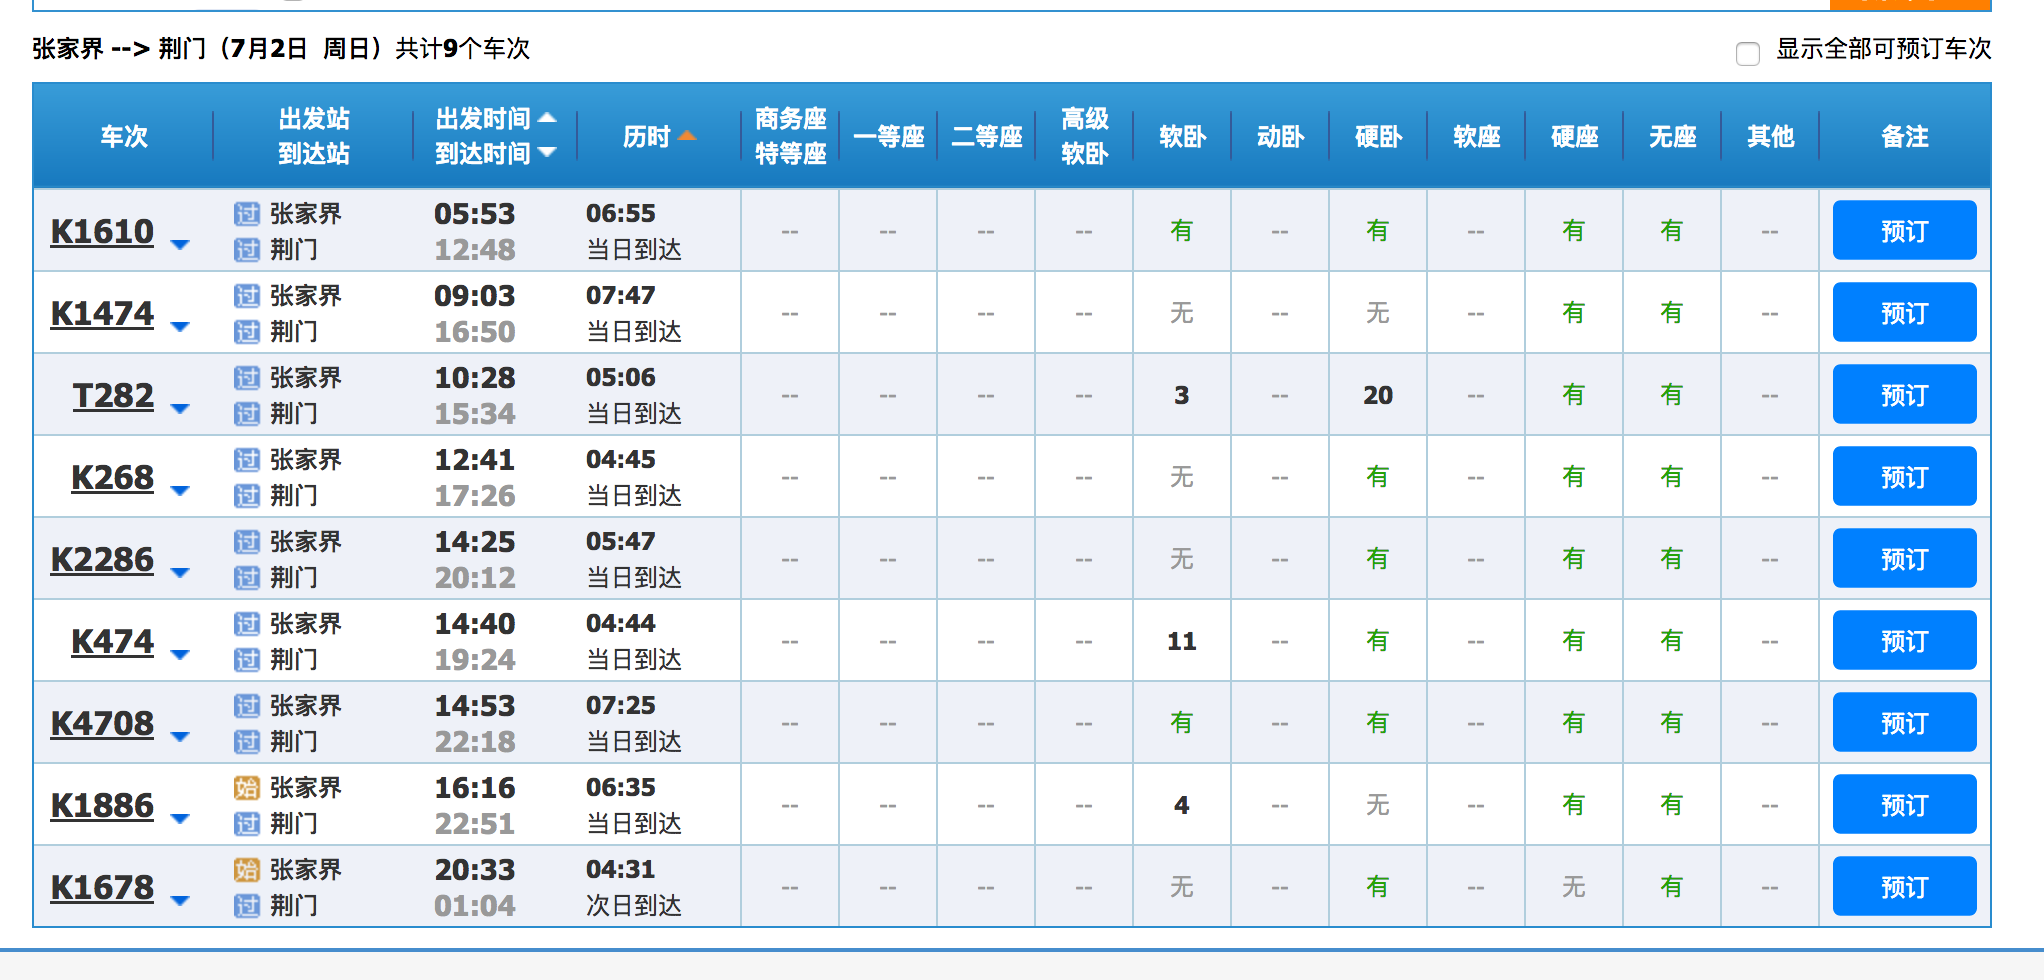 张家界 --> 荆门（7月2日 周日）共计9个车次
显示全部可预订车次
车次 出发站 到达站 出发时间 到达时间 历时 商务座 特等座 一等座 二等座 高级 软卧 软卧 动卧 硬卧 软座 硬座 无座 其他 备注
K1610 过 张家界 05:53 06:55 -- -- -- -- 有 -- 有 -- 有 有 -- 预订
过 荆门 12:48 当日到达
K1474 过 张家界 09:03 07:47 -- -- -- -- 无 -- 无 -- 有 有 -- 预订
过 荆门 16:50 当日到达
T282 过 张家界 10:28 05:06 -- -- -- -- 3 -- 20 -- 有 有 -- 预订
过 荆门 15:34 当日到达
K268 过 张家界 12:41 04:45 -- -- -- -- 无 -- 有 -- 有 有 -- 预订
过 荆门 17:26 当日到达
K2286 过 张家界 14:25 05:47 -- -- -- -- 无 -- 有 -- 有 有 -- 预订
过 荆门 20:12 当日到达
K474 过 张家界 14:40 04:44 -- -- -- -- 11 -- 有 -- 有 有 -- 预订
过 荆门 19:24 当日到达
K4708 过 张家界 14:53 07:25 -- -- -- -- 有 -- 有 -- 有 有 -- 预订
过 荆门 22:18 当日到达
K1886 始 张家界 16:16 06:35 -- -- -- -- 4 -- 无 -- 有 有 -- 预订
过 荆门 22:51 当日到达
K1678 始 张家界 20:33 04:31 -- -- -- -- 无 -- 有 -- 无 有 -- 预订
过 荆门 01:04 次日到达